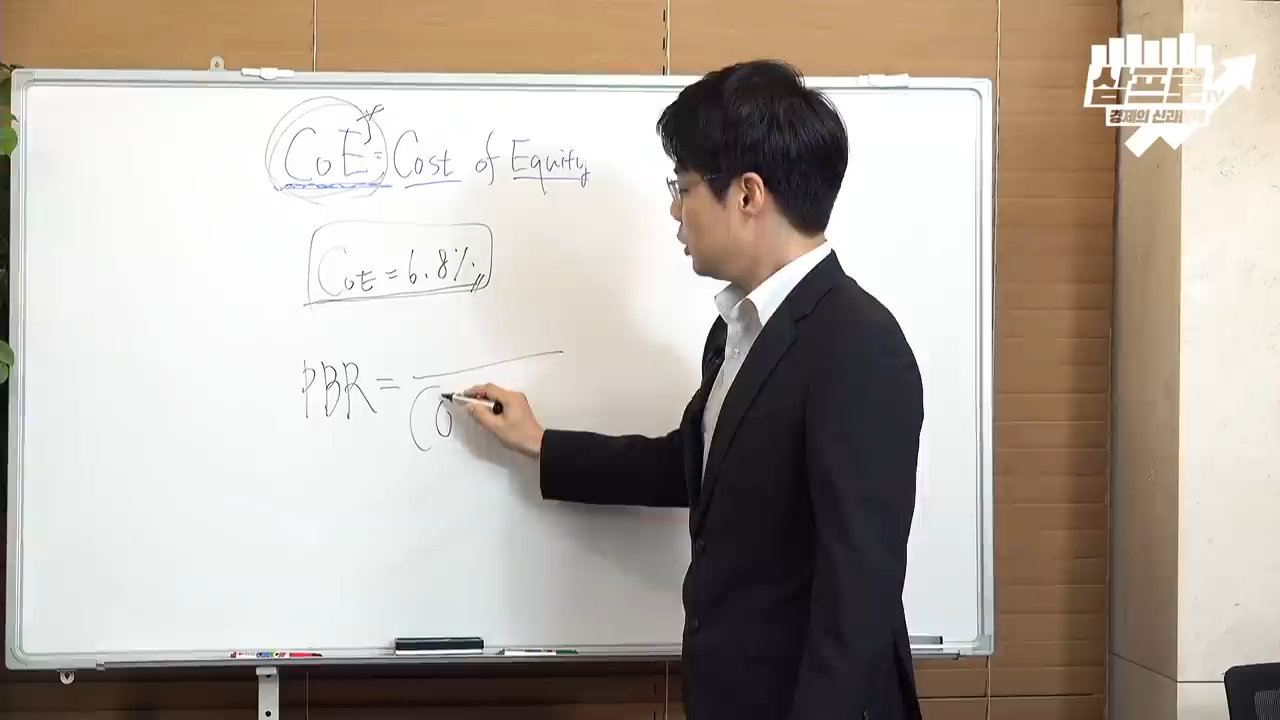 CoE = Cost of Equity
CoE = 6.8%
PBR =
Co
삼프로TV
경제의 신과함께